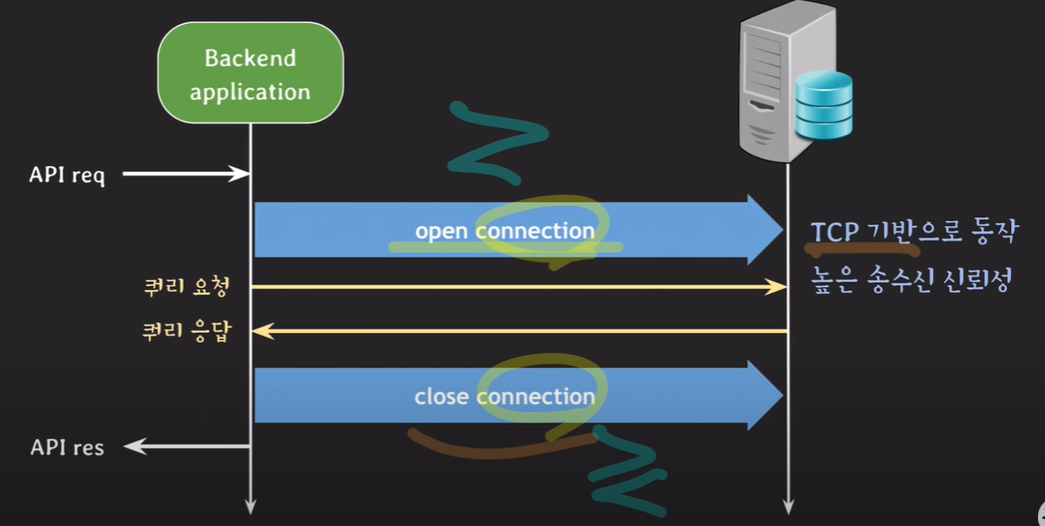 Backend
application
API req
open connection
TCP 기반으로 동작
쿼리 요청
높은 송수신 신뢰성
쿼리 응답
close connection
API res